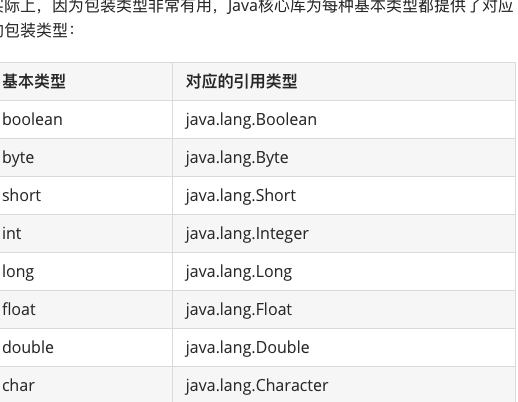 实际上，因为包装类型非常有用，Java核心库为每种基本类型都提供了对应
的包装类型：
基本类型 对应的引用类型
boolean java.lang.Boolean
byte java.lang.Byte
short java.lang.Short
int java.lang.Integer
long java.lang.Long
float java.lang.Float
double java.lang.Double
char java.lang.Character